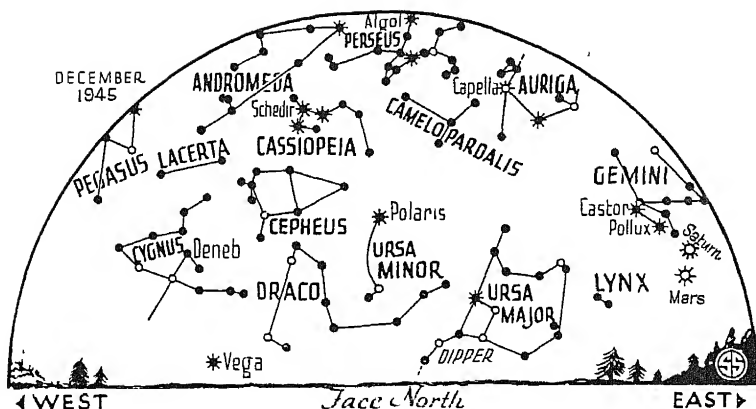 Algol
PERSEUS
DECEMBER
1945
ANDROMEDA
Capella
AURIGA
Schedir
CASSIOPEIA
CAMELOPARDALIS
PEGASUS
LACERTA
GEMINI
CEPHEUS
Polaris
Castor
Pollux
Saturn
CYGNUS
Deneb
URSA
MINOR
DRACO
URSA
MAJOR
LYNX
Mars
DIPPER
Vega
SS
WEST
Face North
EAST